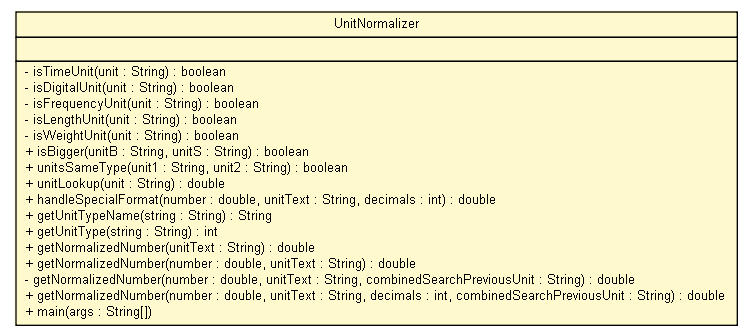 UnitNormalizer
- isTimeUnit(unit : String) : boolean
- isDigitalUnit(unit : String) : boolean
- isFrequencyUnit(unit : String) : boolean
- isLengthUnit(unit : String) : boolean
- isWeightUnit(unit : String) : boolean
+ isBigger(unitB : String, unitS : String) : boolean
+ unitsSameType(unit1 : String, unit2 : String) : boolean
+ unitLookup(unit : String) : double
+ handleSpecialFormat(number : double, unitText : String, decimals : int) : double
+ getUnitTypeName(string : String) : String
+ getUnitType(string : String) : int
+ getNormalizedNumber(unitText : String) : double
+ getNormalizedNumber(number : double, unitText : String) : double
- getNormalizedNumber(number : double, unitText : String, combinedSearchPreviousUnit : String) : double
+ getNormalizedNumber(number : double, unitText : String, decimals : int, combinedSearchPreviousUnit : String) : double
+ main(args : String[])